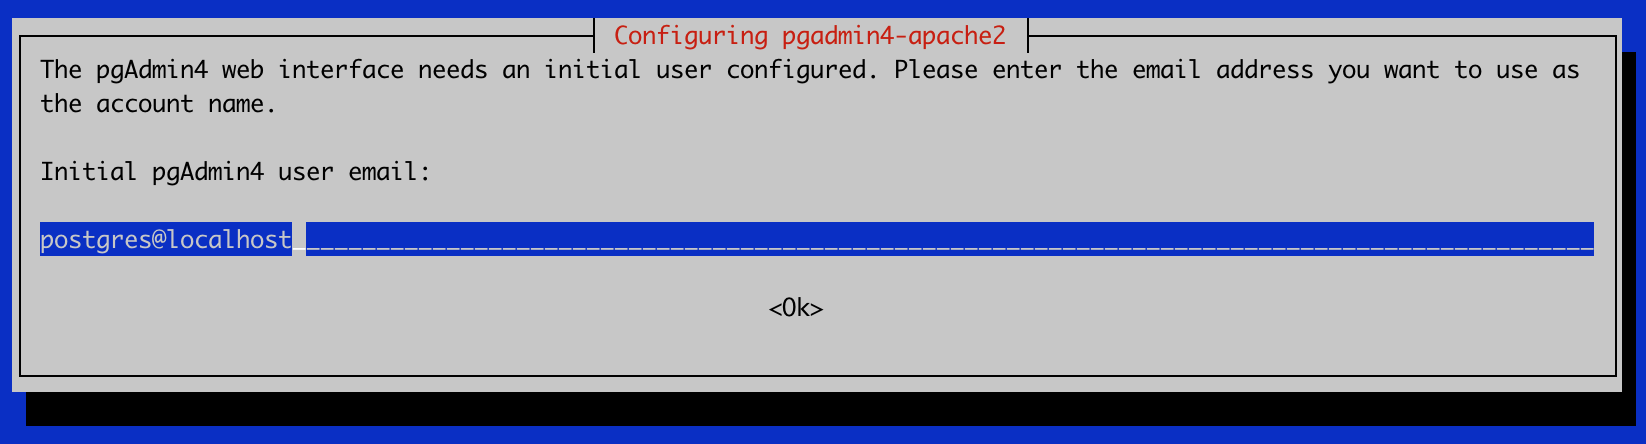 Configuring pgadmin4-apache2
The pgAdmin4 web interface needs an initial user configured. Please enter the email address you want to use as
the account name.
Initial pgAdmin4 user email:
postgres@localhost
<Ok>